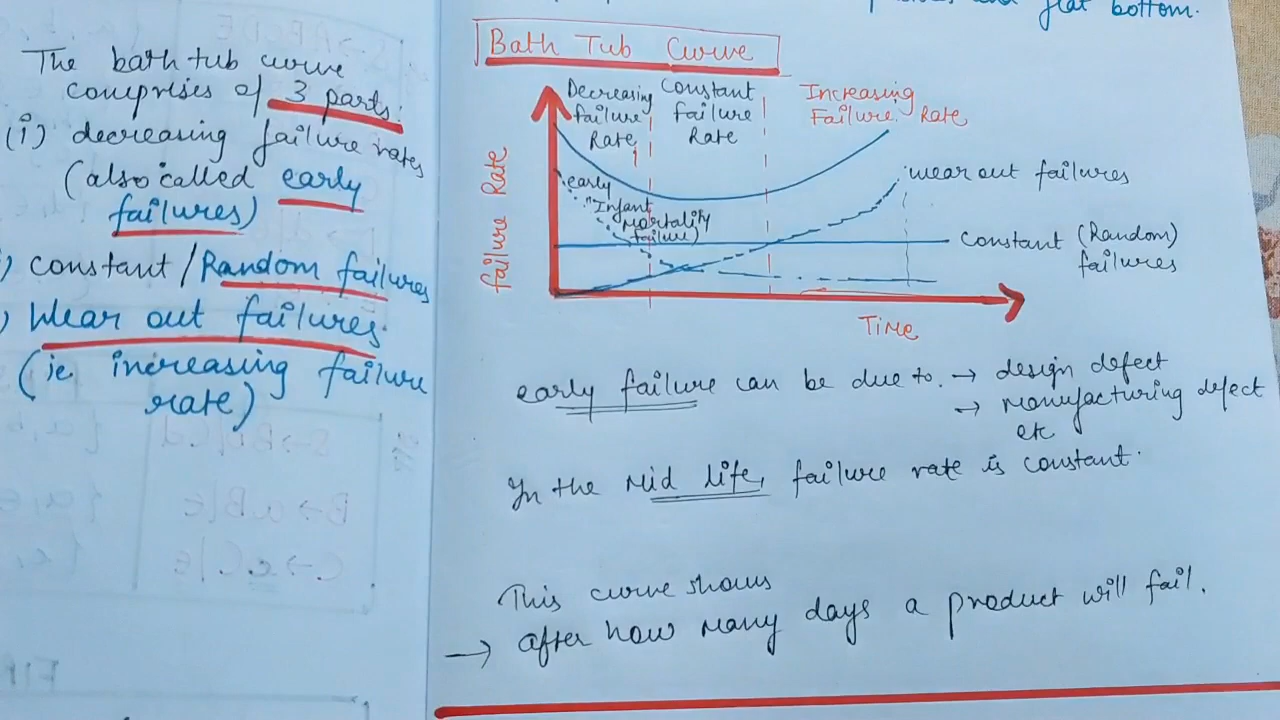 The bath tub curve
comprises of 3 parts:
(i) decreasing failure rates
(also called early
failures)
) constant/Random failures
) Wear out failures.
(ie increasing failure
rate)
flat bottom.
Bath Tub Curve
Decreasing
failure
Rate
Constant
Failure
Rate
Increasing
Failure Rate
early
"Infant
mortality
failure)
wear out failures
constant (Random)
failures
Failure Rate
Time
early failure can be due to. → design defect
→ manufacturing defect
etc
In the mid life, failure rate is constant.
This curve shows
→ after how many days a product will fail.